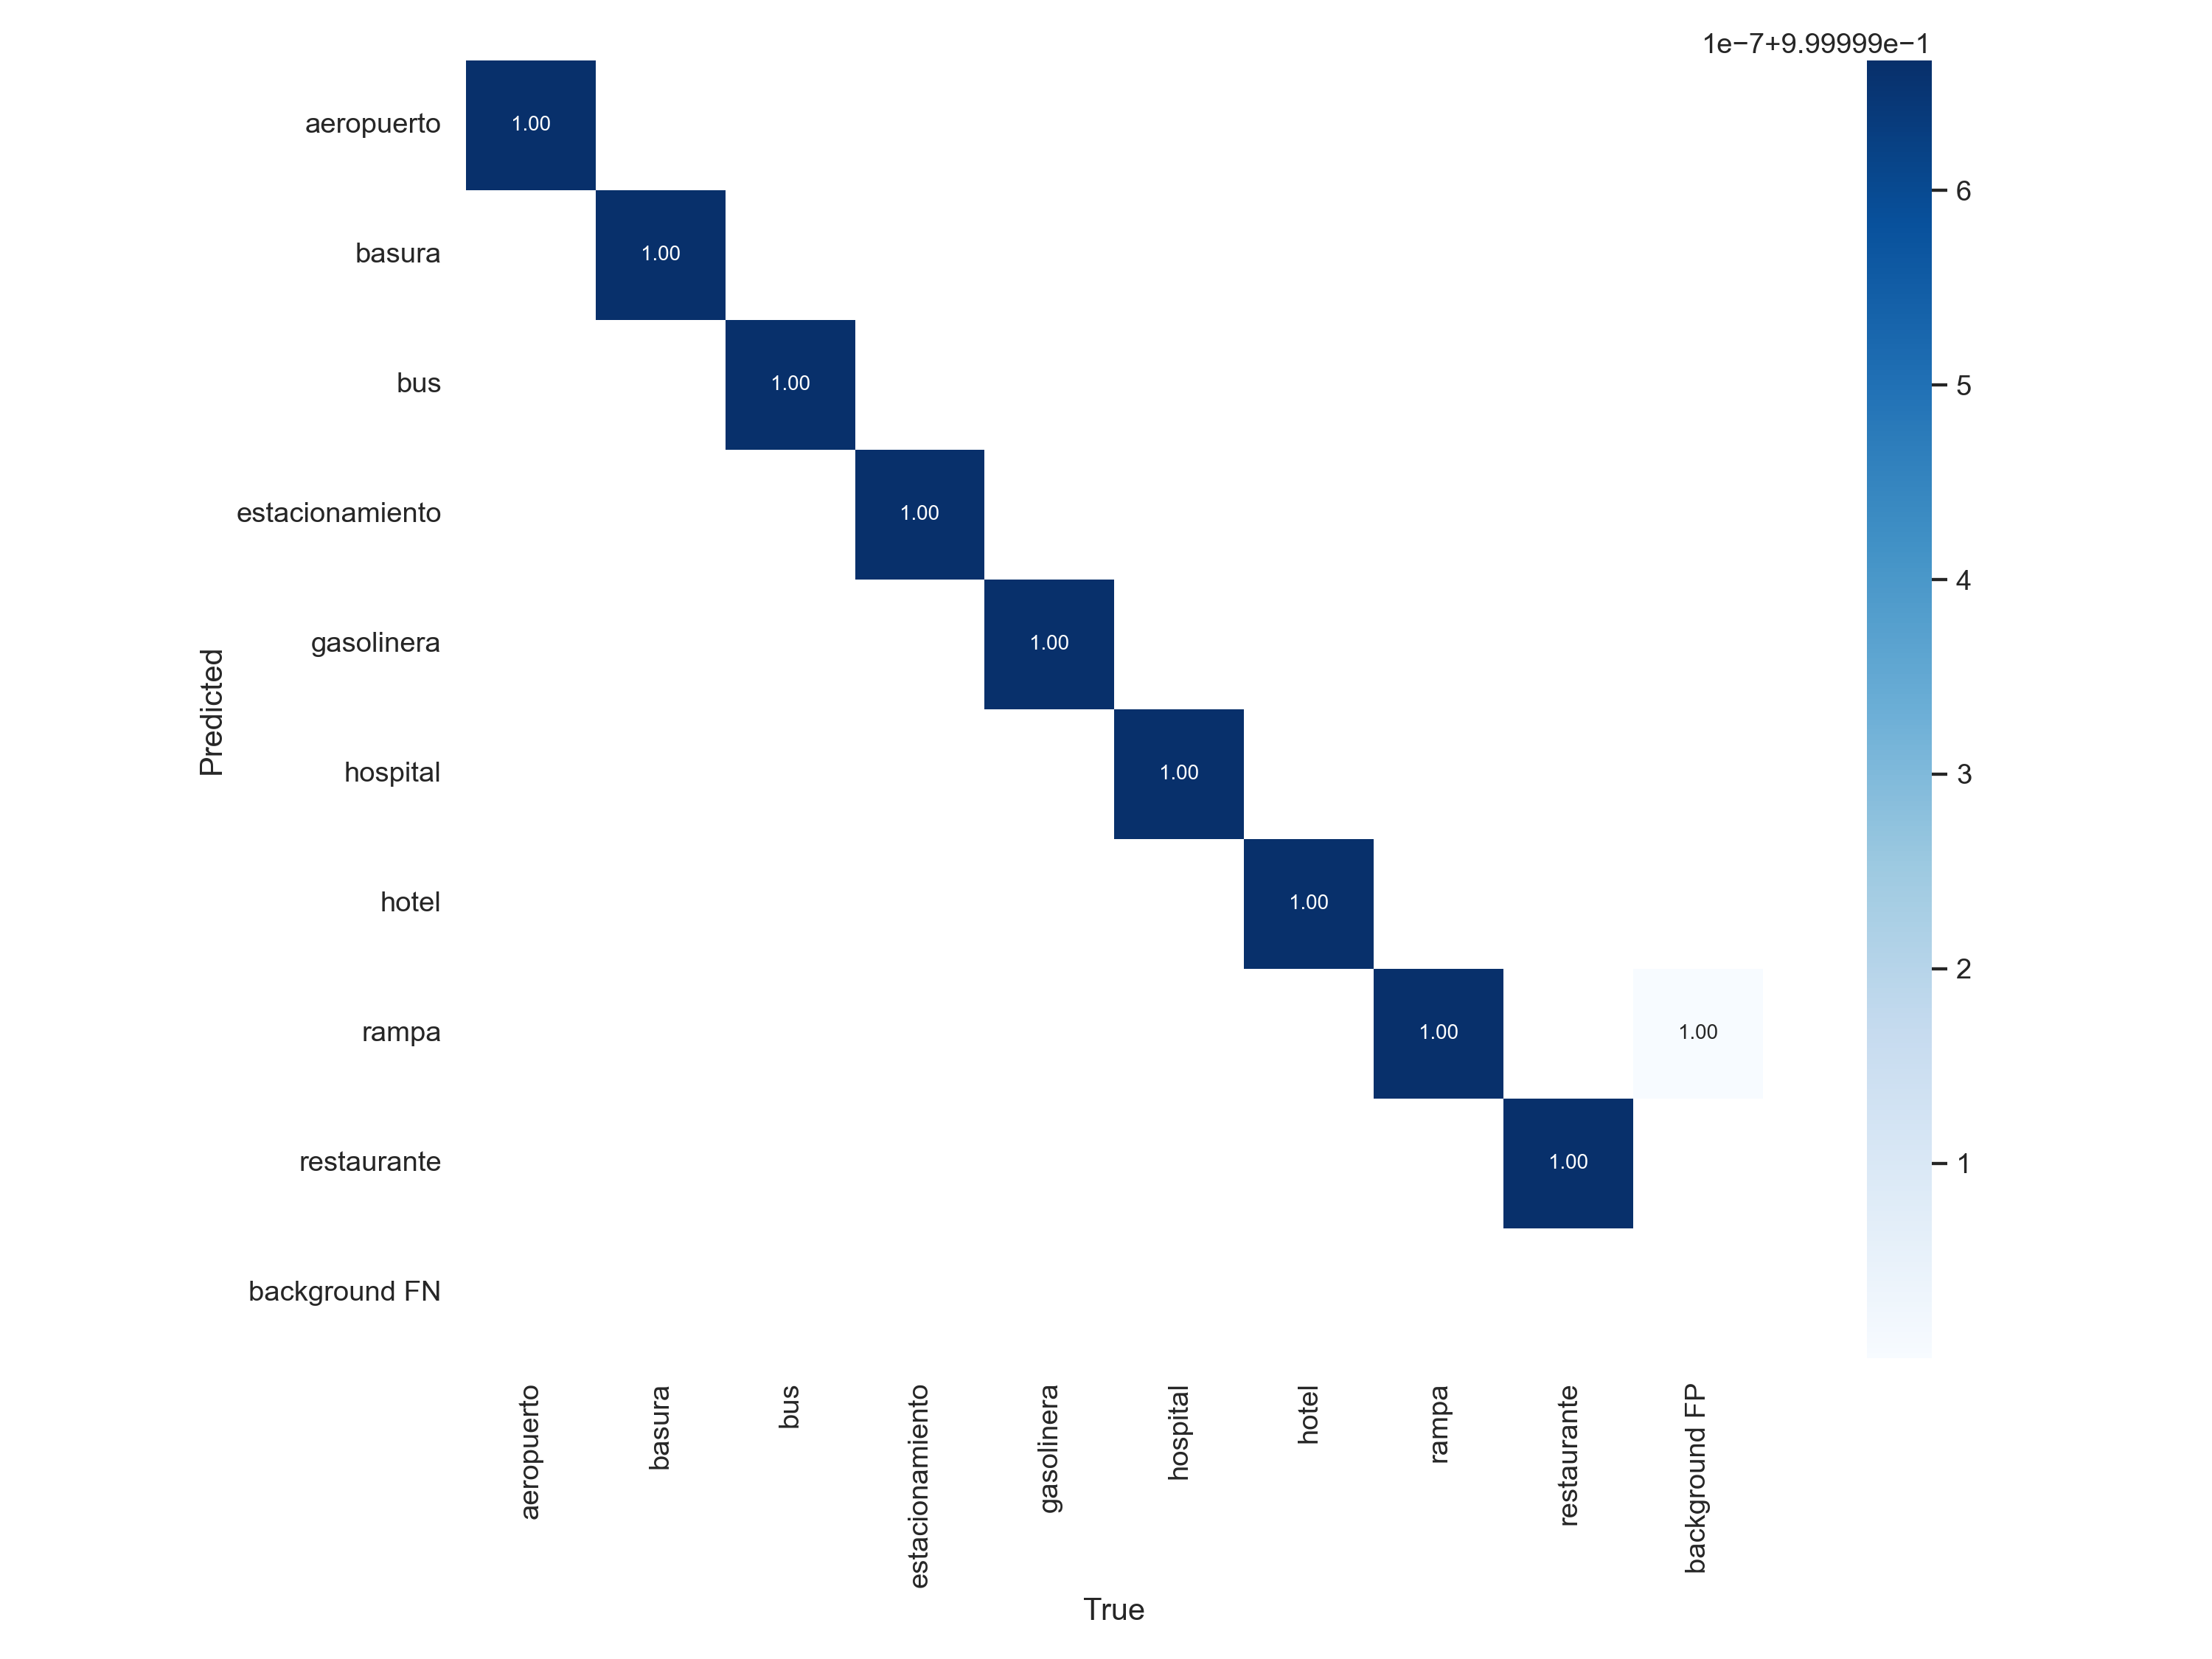 1e−7+9.99999e−1
aeropuerto
1.00
6
basura
1.00
bus
1.00
5
estacionamiento
1.00
4
gasolinera
1.00
Predicted
hospital
1.00
3
hotel
1.00
2
rampa
1.00
1.00
restaurante
1.00
1
background FN
aeropuerto
basura
bus
estacionamiento
gasolinera
hospital
hotel
rampa
restaurante
background FP
True